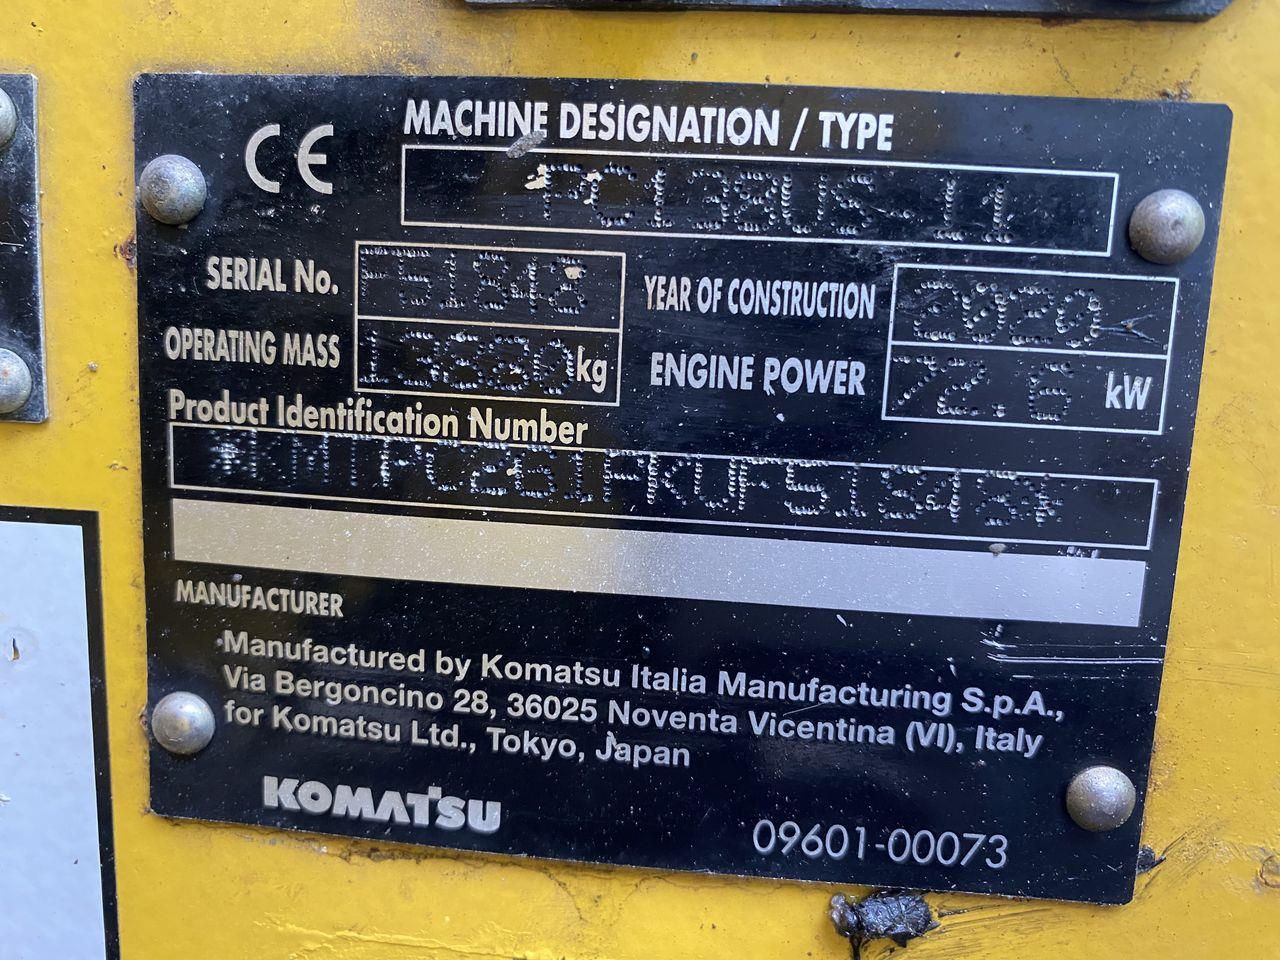 CE
MACHINE DESIGNATION / TYPE
PC138US-11
SERIAL No. F51848
YEAR OF CONSTRUCTION 2020
OPERATING MASS 13880 kg
ENGINE POWER 72.6 kW
Product Identification Number
*KMTPC261PKUF51848*
MANUFACTURER
Manufactured by Komatsu Italia Manufacturing S.p.A.,
Via Bergoncino 28, 36025 Noventa Vicentina (VI), Italy
for Komatsu Ltd., Tokyo, Japan
KOMATSU
09601-00073